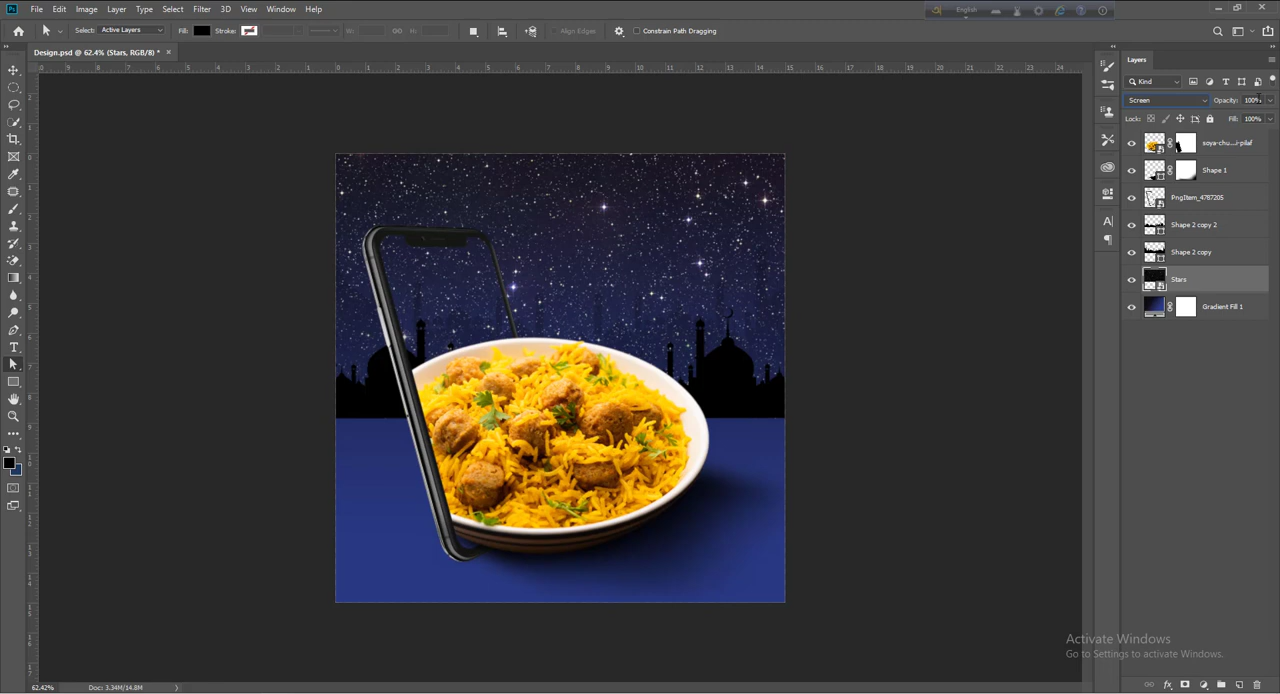 File Edit Image Layer Type Select Filter 3D View Window Help
English
Select: Active Layers Fill: Stroke: W: H: Align Edges Constrain Path Dragging
Design.psd @ 62.4% (Stars, RGB/8) *
Layers
Kind
Screen Opacity: 100%
Lock: Fill: 100%
soya-chu...i-pilaf
Shape 1
PngItem_4787205
Shape 2 copy 2
Shape 2 copy
Stars
Gradient Fill 1
Activate Windows
Go to Settings to activate Windows.
62.42% Doc: 3.34M/14.8M